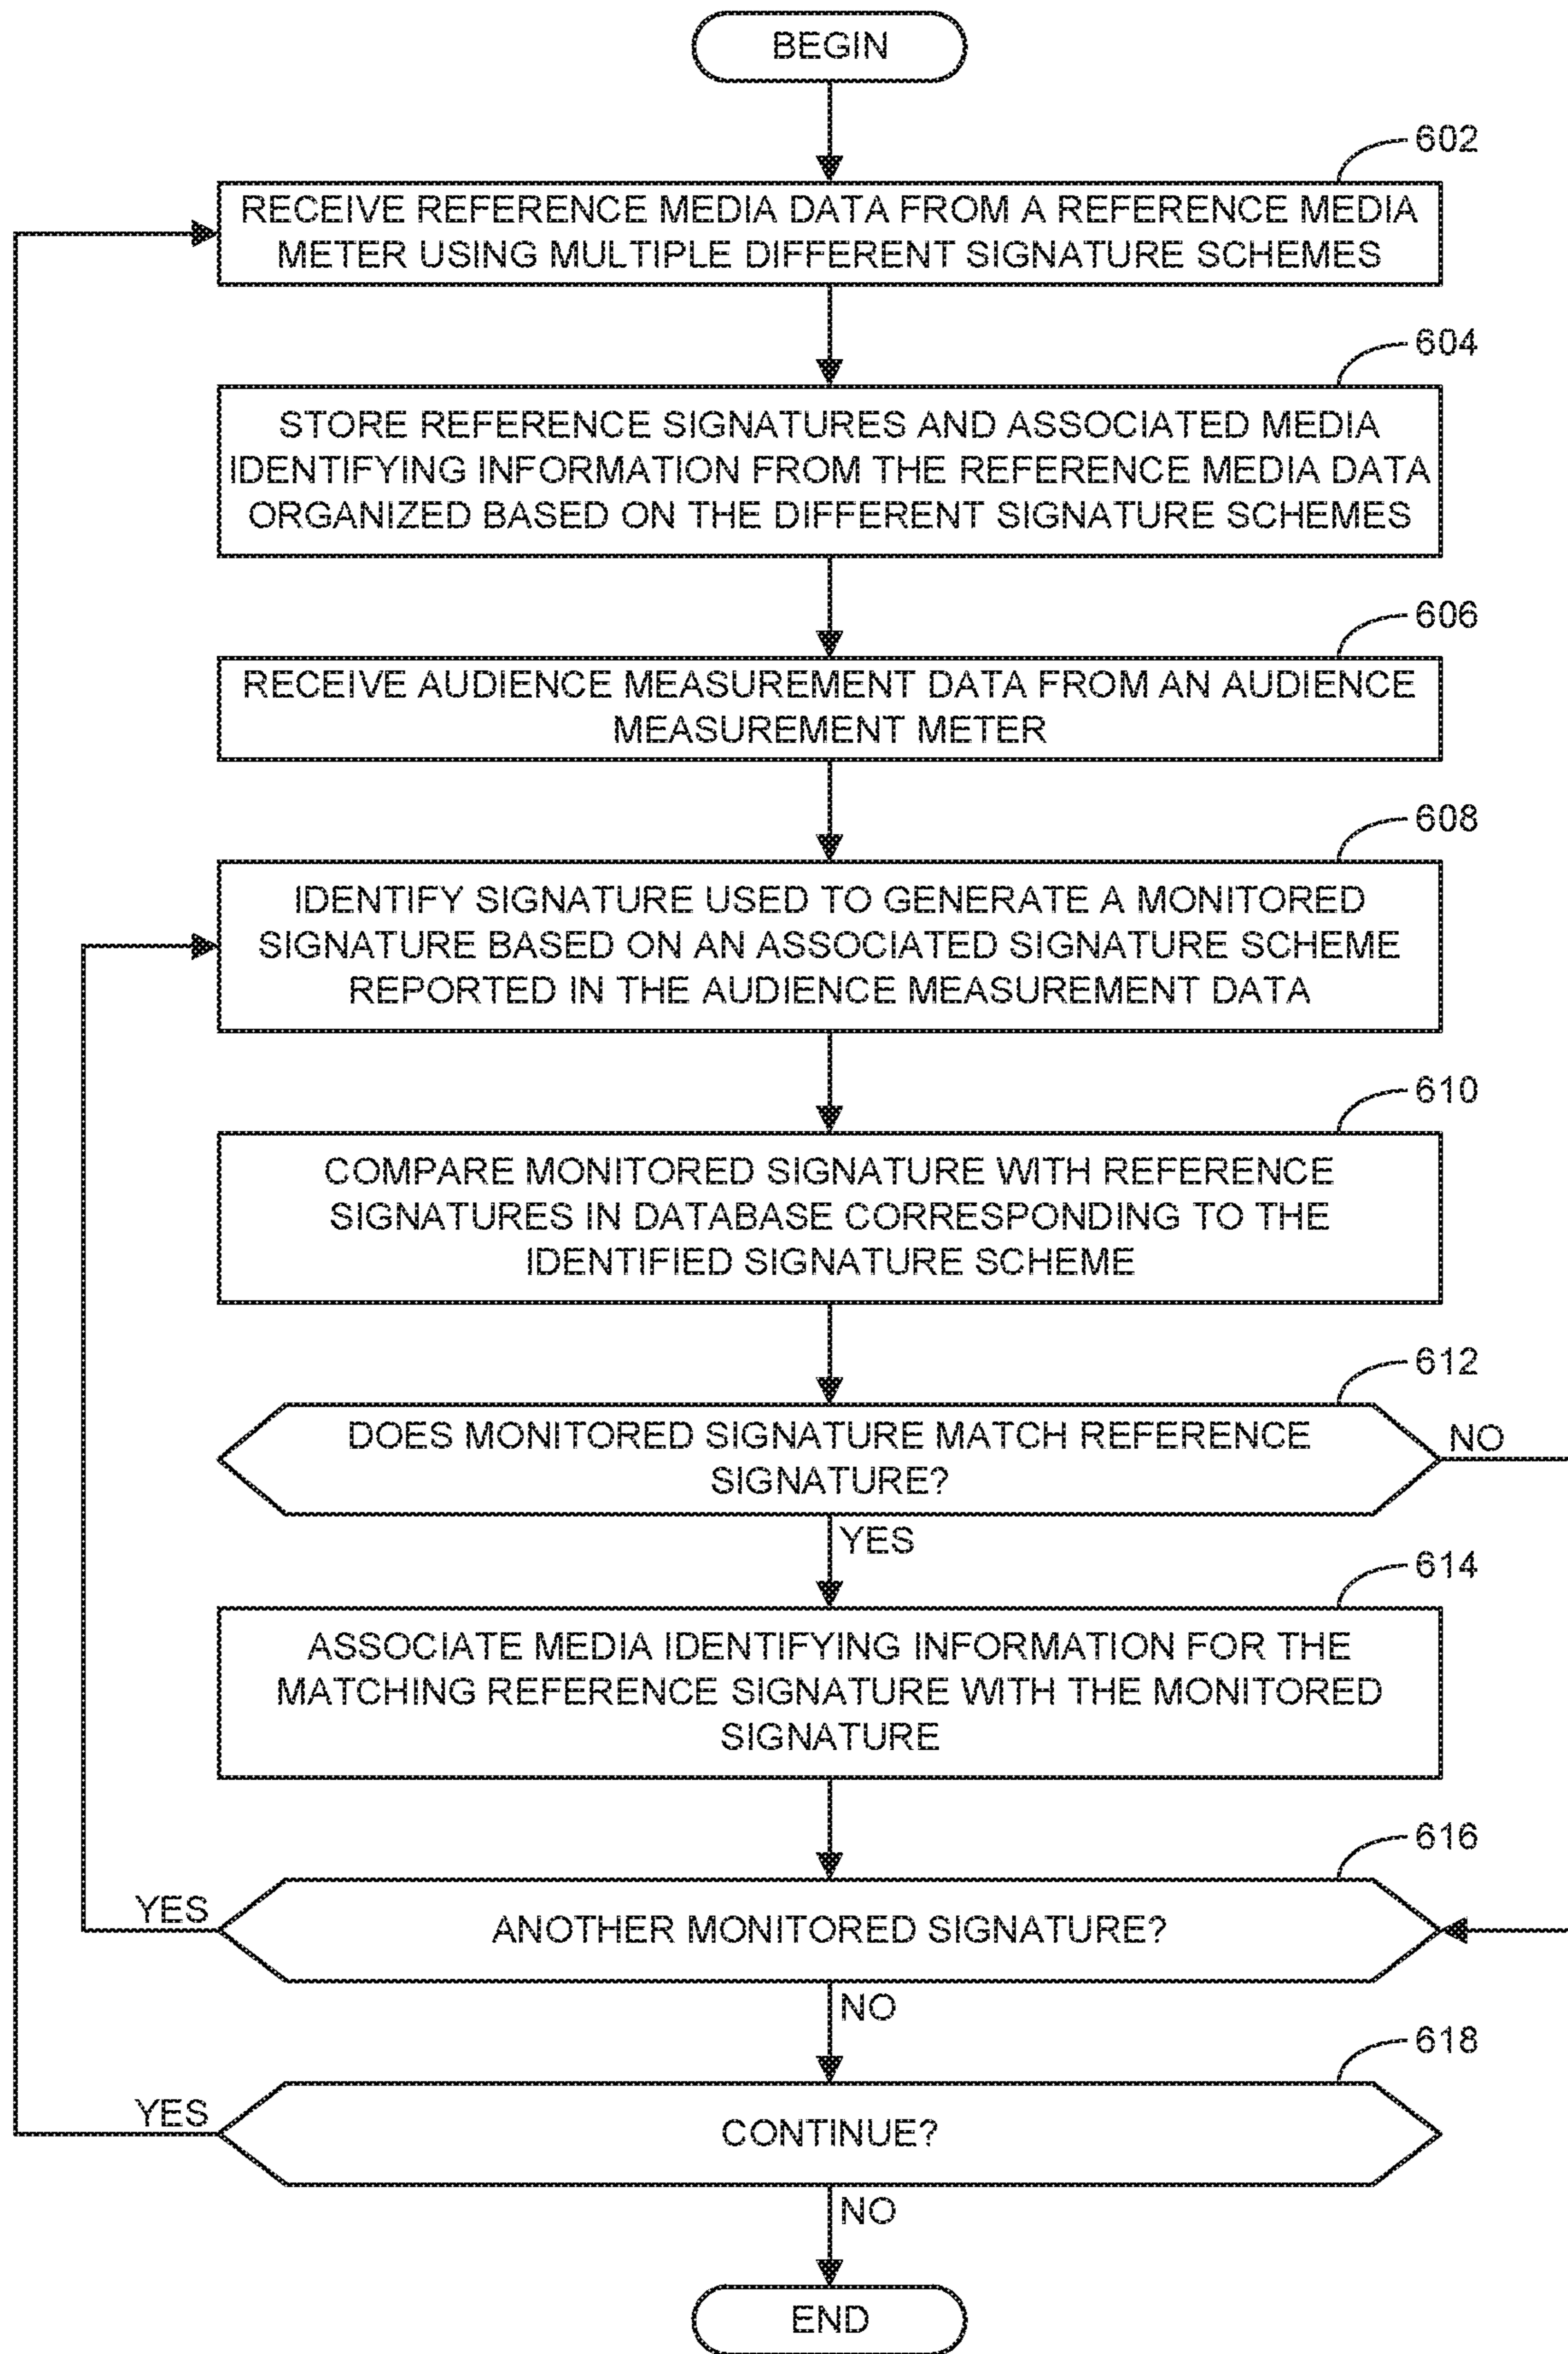 BEGIN
602
RECEIVE REFERENCE MEDIA DATA FROM A REFERENCE MEDIA
METER USING MULTIPLE DIFFERENT SIGNATURE SCHEMES
604
STORE REFERENCE SIGNATURES AND ASSOCIATED MEDIA
IDENTIFYING INFORMATION FROM THE REFERENCE MEDIA DATA
ORGANIZED BASED ON THE DIFFERENT SIGNATURE SCHEMES
606
RECEIVE AUDIENCE MEASUREMENT DATA FROM AN AUDIENCE
MEASUREMENT METER
608
IDENTIFY SIGNATURE USED TO GENERATE A MONITORED
SIGNATURE BASED ON AN ASSOCIATED SIGNATURE SCHEME
REPORTED IN THE AUDIENCE MEASUREMENT DATA
610
COMPARE MONITORED SIGNATURE WITH REFERENCE
SIGNATURES IN DATABASE CORRESPONDING TO THE
IDENTIFIED SIGNATURE SCHEME
612
DOES MONITORED SIGNATURE MATCH REFERENCE
SIGNATURE?
NO
YES
614
ASSOCIATE MEDIA IDENTIFYING INFORMATION FOR THE
MATCHING REFERENCE SIGNATURE WITH THE MONITORED
SIGNATURE
616
YES
ANOTHER MONITORED SIGNATURE?
NO
618
YES
CONTINUE?
NO
END